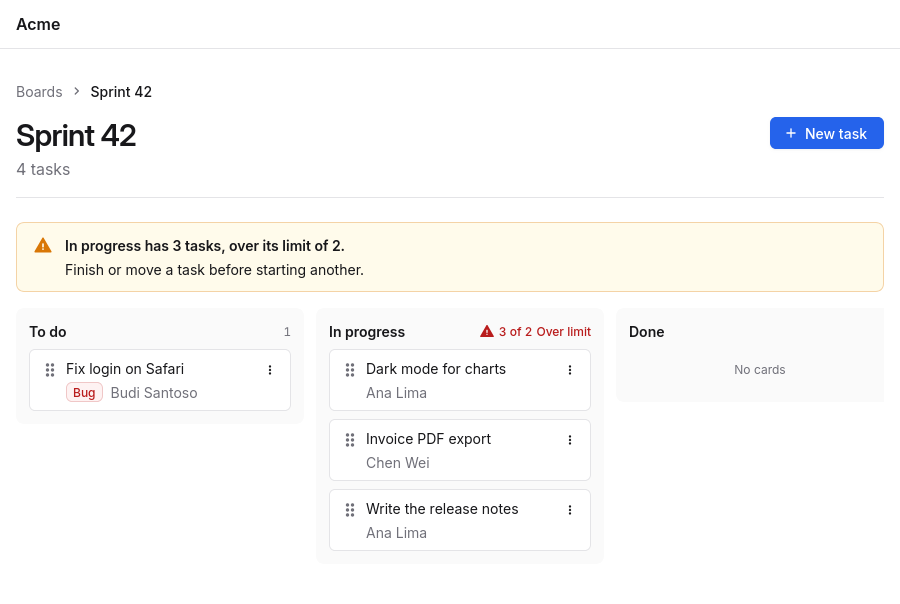 Acme
Boards > Sprint 42
Sprint 42
+ New task
4 tasks
In progress has 3 tasks, over its limit of 2.
Finish or move a task before starting another.
To do 1
Fix login on Safari
Bug Budi Santoso
In progress 3 of 2 Over limit
Dark mode for charts
Ana Lima
Invoice PDF export
Chen Wei
Write the release notes
Ana Lima
Done
No cards